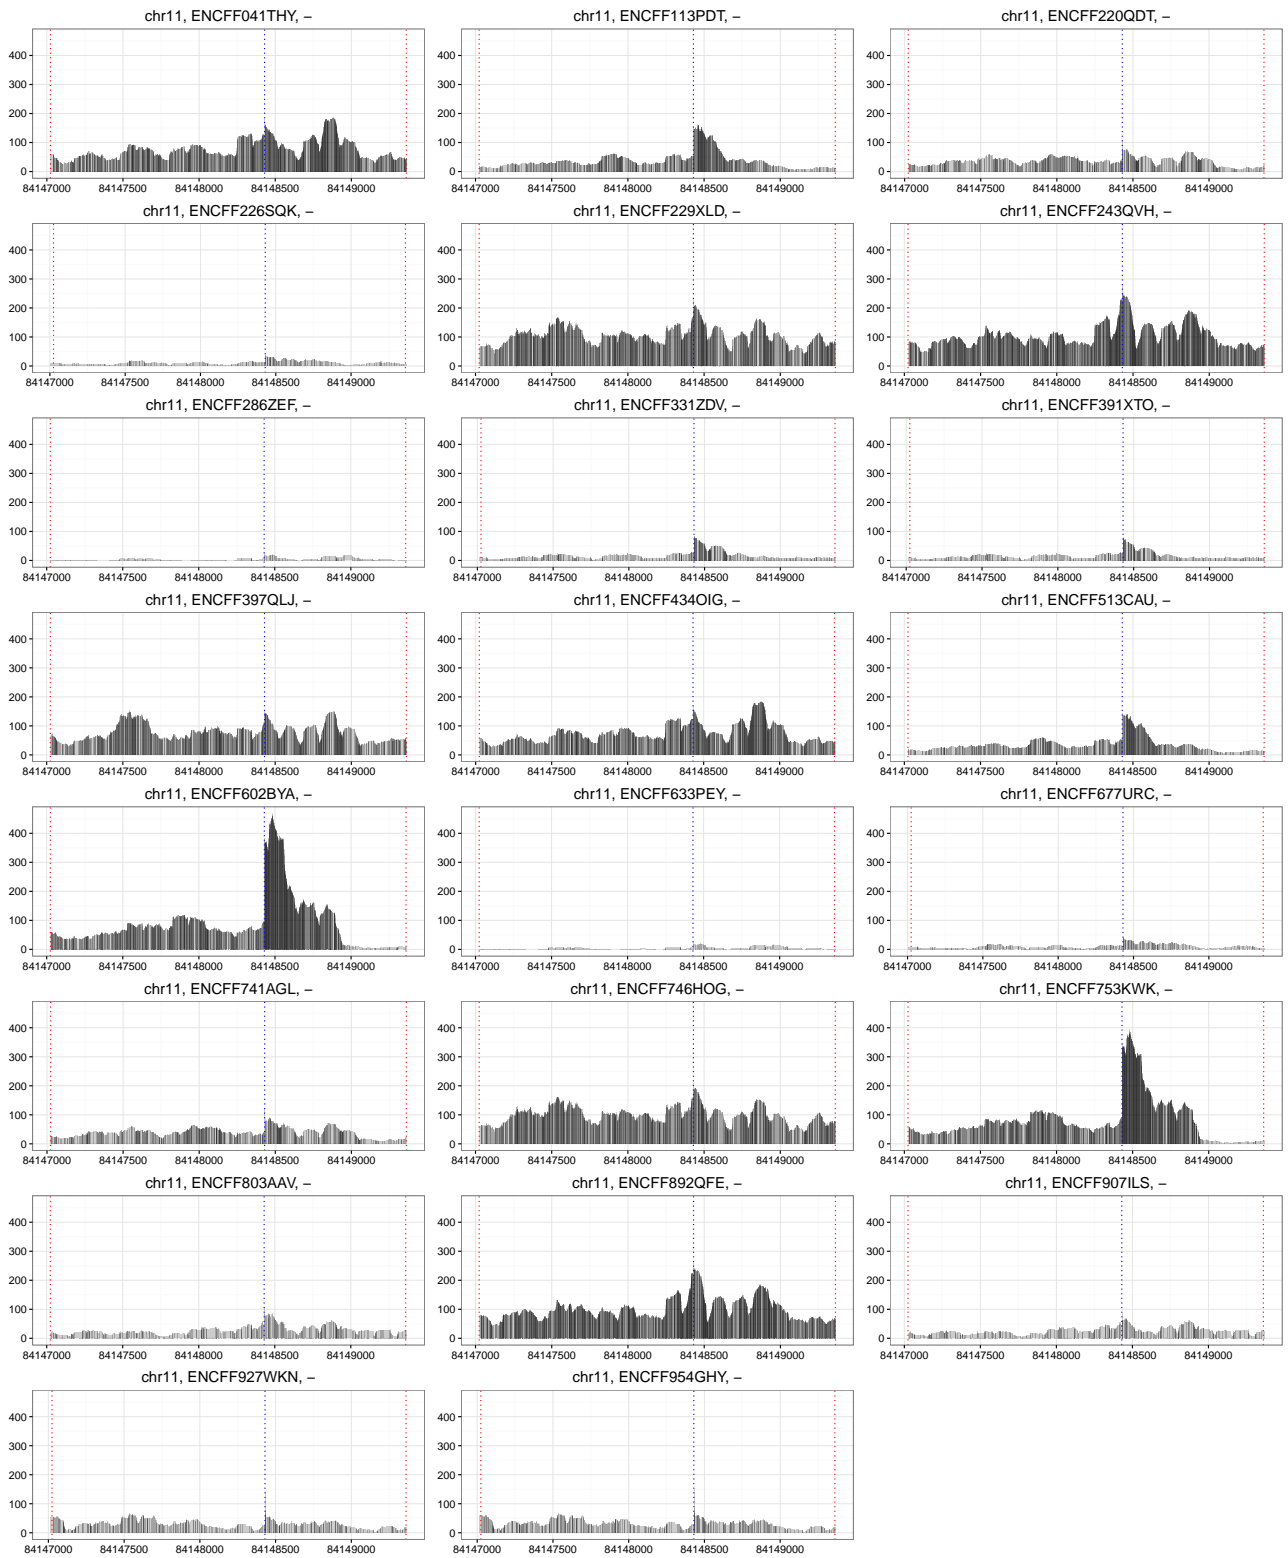 chr11, ENCFF041THY, –
chr11, ENCFF113PDT, –
chr11, ENCFF220QDT, –
400
300
200
100
0
84147000 84147500 84148000 84148500 84149000
400
300
200
100
0
84147000 84147500 84148000 84148500 84149000
400
300
200
100
0
84147000 84147500 84148000 84148500 84149000
chr11, ENCFF226SQK, –
chr11, ENCFF229XLD, –
chr11, ENCFF243QVH, –
400
300
200
100
0
84147000 84147500 84148000 84148500 84149000
400
300
200
100
0
84147000 84147500 84148000 84148500 84149000
400
300
200
100
0
84147000 84147500 84148000 84148500 84149000
chr11, ENCFF286ZEF, –
chr11, ENCFF331ZDV, –
chr11, ENCFF391XTO, –
400
300
200
100
0
84147000 84147500 84148000 84148500 84149000
400
300
200
100
0
84147000 84147500 84148000 84148500 84149000
400
300
200
100
0
84147000 84147500 84148000 84148500 84149000
chr11, ENCFF397QLJ, –
chr11, ENCFF434OIG, –
chr11, ENCFF513CAU, –
400
300
200
100
0
84147000 84147500 84148000 84148500 84149000
400
300
200
100
0
84147000 84147500 84148000 84148500 84149000
400
300
200
100
0
84147000 84147500 84148000 84148500 84149000
chr11, ENCFF602BYA, –
chr11, ENCFF633PEY, –
chr11, ENCFF677URC, –
400
300
200
100
0
84147000 84147500 84148000 84148500 84149000
400
300
200
100
0
84147000 84147500 84148000 84148500 84149000
400
300
200
100
0
84147000 84147500 84148000 84148500 84149000
chr11, ENCFF741AGL, –
chr11, ENCFF746HOG, –
chr11, ENCFF753KWK, –
400
300
200
100
0
84147000 84147500 84148000 84148500 84149000
400
300
200
100
0
84147000 84147500 84148000 84148500 84149000
400
300
200
100
0
84147000 84147500 84148000 84148500 84149000
chr11, ENCFF803AAV, –
chr11, ENCFF892QFE, –
chr11, ENCFF907ILS, –
400
300
200
100
0
84147000 84147500 84148000 84148500 84149000
400
300
200
100
0
84147000 84147500 84148000 84148500 84149000
400
300
200
100
0
84147000 84147500 84148000 84148500 84149000
chr11, ENCFF927WKN, –
chr11, ENCFF954GHY, –
400
300
200
100
0
84147000 84147500 84148000 84148500 84149000
400
300
200
100
0
84147000 84147500 84148000 84148500 84149000